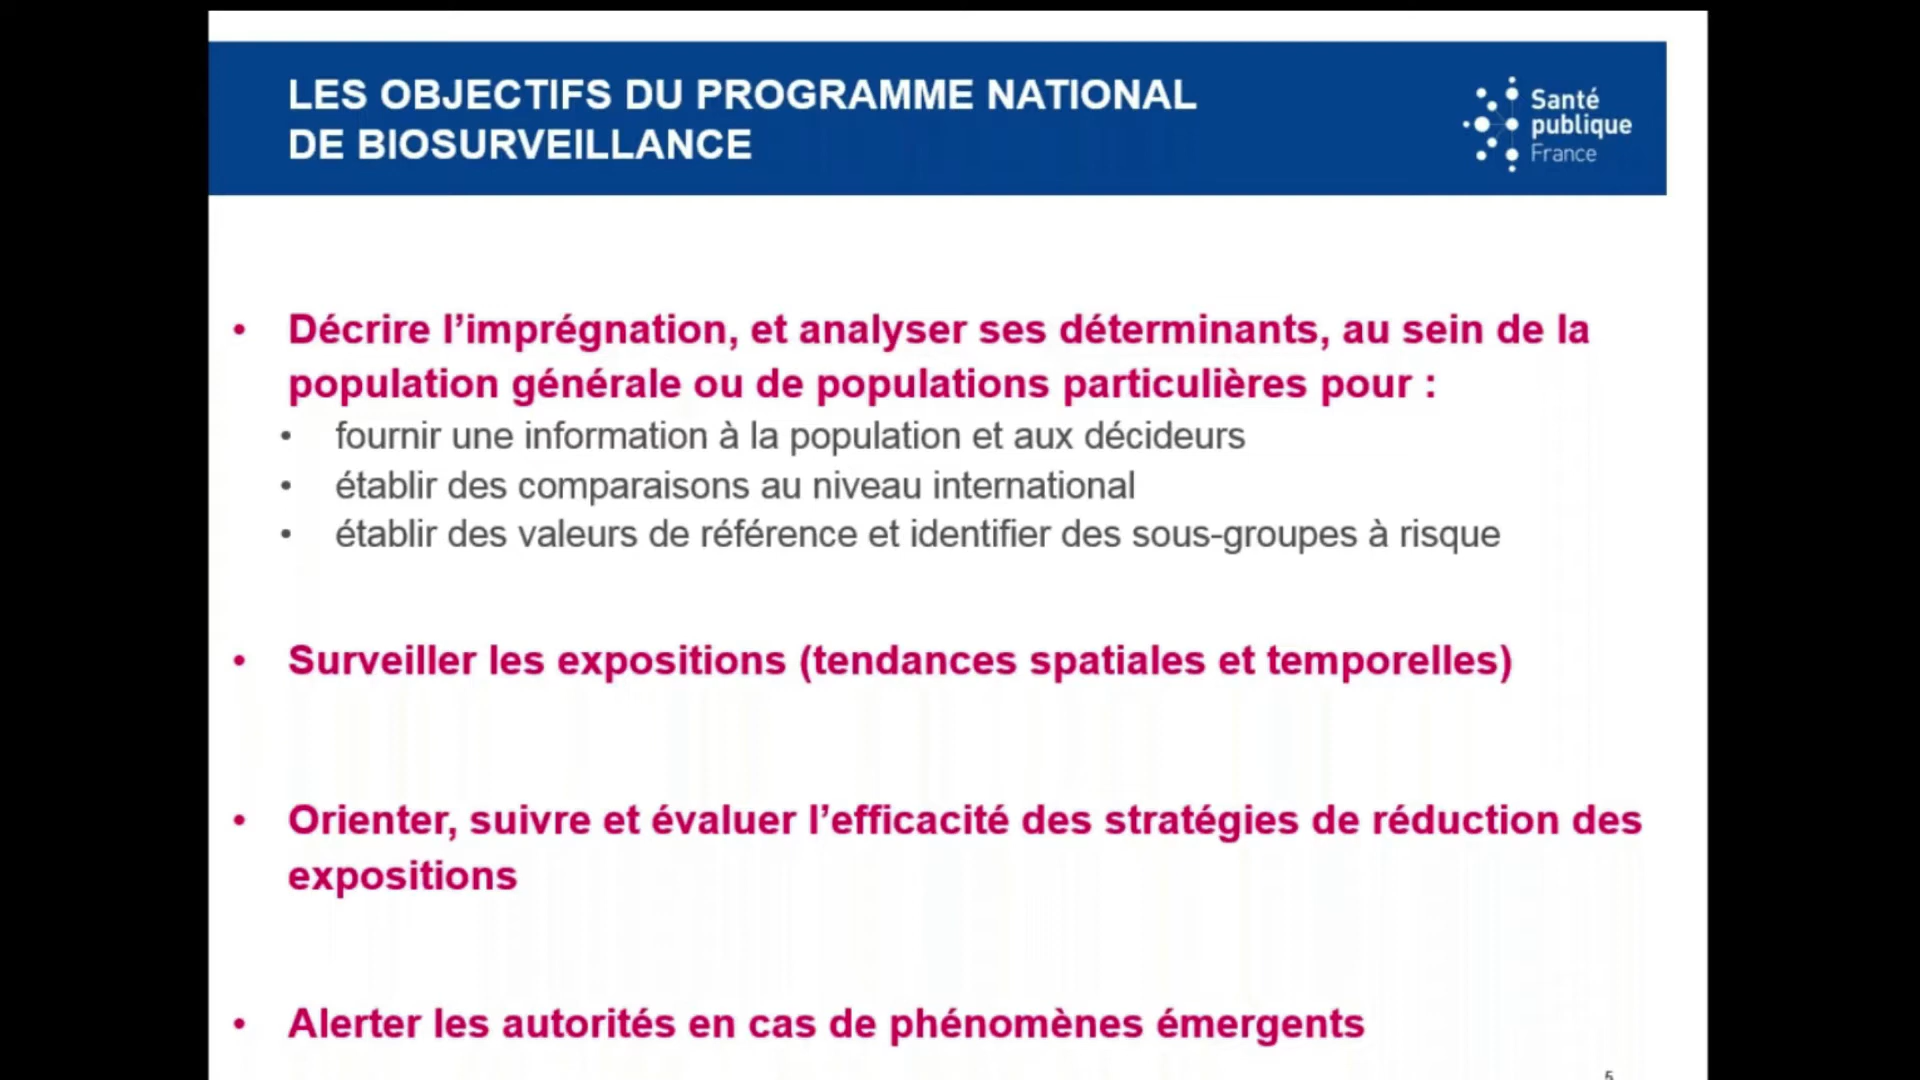 LES OBJECTIFS DU PROGRAMME NATIONAL
DE BIOSURVEILLANCE
Santé
publique
France
• Décrire l’imprégnation, et analyser ses déterminants, au sein de la
population générale ou de populations particulières pour :
• fournir une information à la population et aux décideurs
• établir des comparaisons au niveau international
• établir des valeurs de référence et identifier des sous-groupes à risque
• Surveiller les expositions (tendances spatiales et temporelles)
• Orienter, suivre et évaluer l’efficacité des stratégies de réduction des
expositions
• Alerter les autorités en cas de phénomènes émergents
5